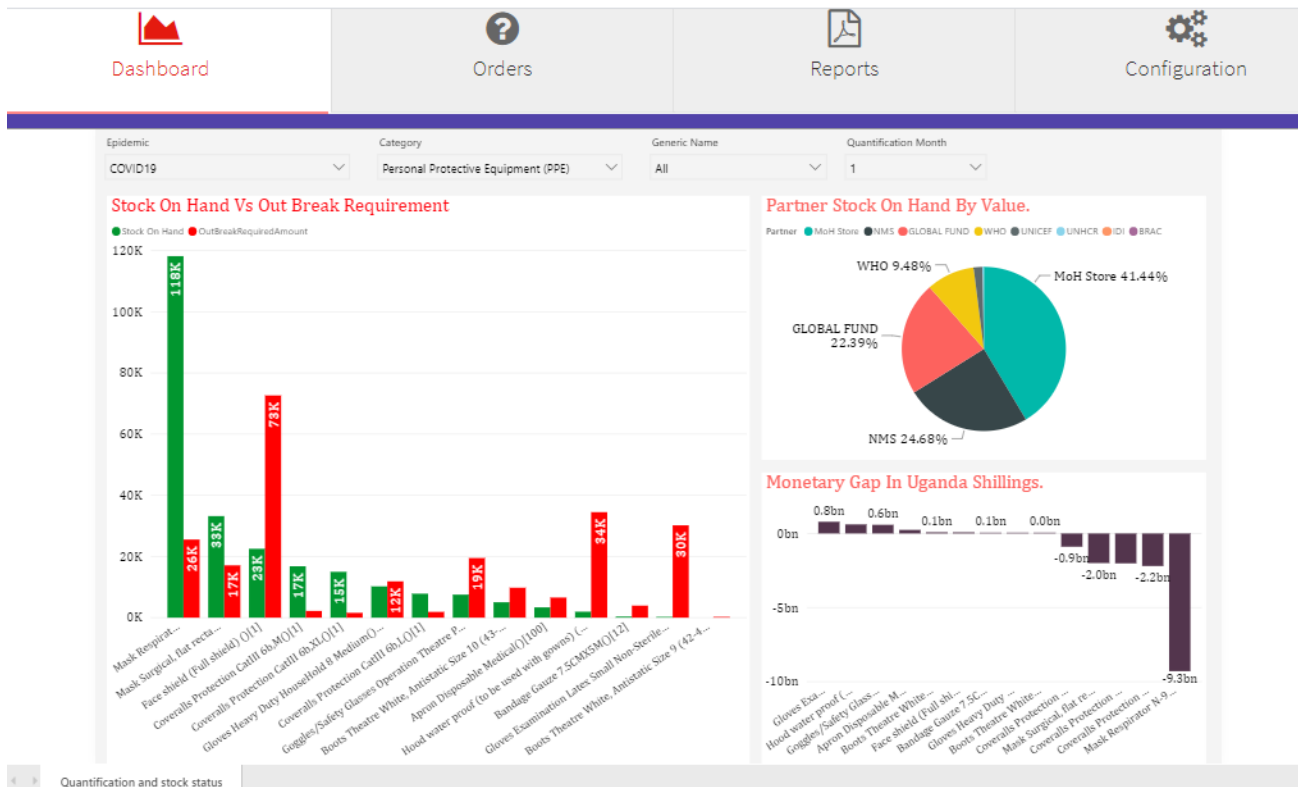 Dashboard
Orders
Reports
Configuration
Epidemic
Category
Generic Name
Quantification Month
COVID19
Personal Protective Equipment (PPE)
All
1
Stock On Hand Vs Out Break Requirement
Stock On Hand OutBreakRequiredAmount
120K
100K
80K
60K
40K
20K
0K
118K
26K
33K
17K
23K
73K
17K
15K
12K
19K
34K
30K
Mask Respirat...
Mask Surgical, flat recta...
Face shield (Full shield) ()[1]
Coveralls Protection CatIII 6b,M()[1]
Coveralls Protection CatIII 6b,XL()[1]
Gloves Heavy Duty HouseHold 8 Medium()...
Coveralls Protection CatIII 6b,L()[1]
Goggles/Safety Glasses Operation Theatre P...
Boots Theatre White, Antistatic Size 10 (43-...
Apron Disposable Medical()[100]
Hood water proof (to be used with gowns) (...
Bandage Gauze 7.5CMX5M()[12]
Gloves Examination Latex Small Non-Sterile...
Boots Theatre White, Antistatic Size 9 (42-4...
Partner Stock On Hand By Value.
Partner MoH Store NMS GLOBAL FUND WHO UNICEF UNHCR IDI BRAC
WHO 9.48%
MoH Store 41.44%
GLOBAL FUND
22.39%
NMS 24.68%
Monetary Gap In Uganda Shillings.
0bn
-5bn
-10bn
0.8bn
0.6bn
0.1bn
0.1bn
0.0bn
-0.9bn
-2.0bn
-2.2bn
-9.3bn
Gloves Exa...
Hood water proof (...
Goggles/Safety Glass...
Apron Disposable M...
Boots Theatre White...
Face shield (Full shi...
Bandage Gauze 7.5C...
Gloves Heavy Duty ...
Boots Theatre White...
Coveralls Protection ...
Mask Surgical, flat re...
Coveralls Protection ...
Coveralls Protection ...
Mask Respirator N-9...
Quantification and stock status